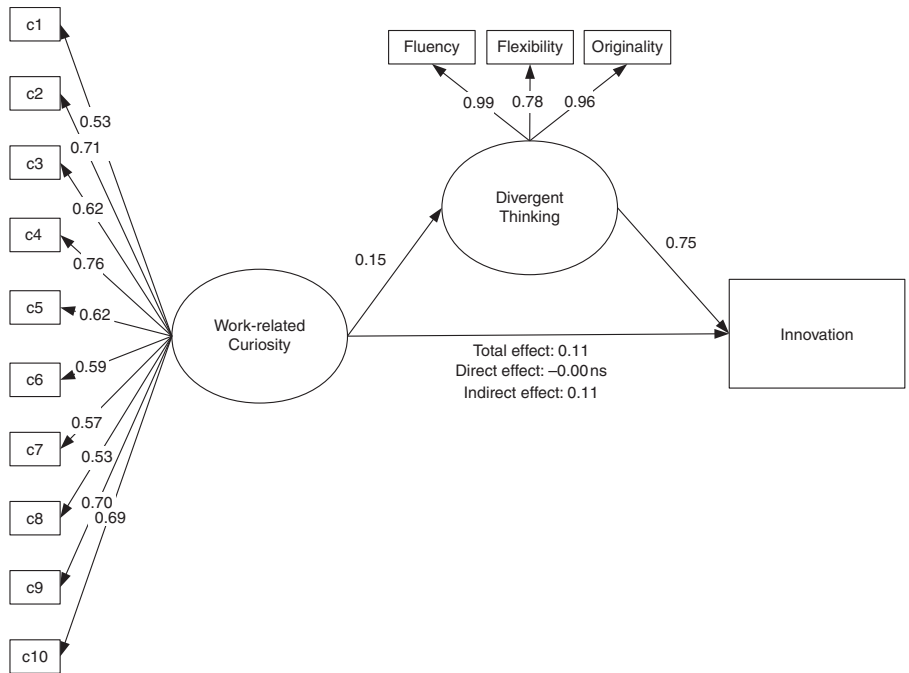 c1
c2
c3
c4
c5
c6
c7
c8
c9
c10
0.53
0.71
0.62
0.76
0.62
0.59
0.57
0.53
0.70
0.69
Work-related
Curiosity
0.15
Fluency
Flexibility
Originality
0.99
0.78
0.96
Divergent
Thinking
0.75
Total effect: 0.11
Direct effect: –0.00 ns
Indirect effect: 0.11
Innovation